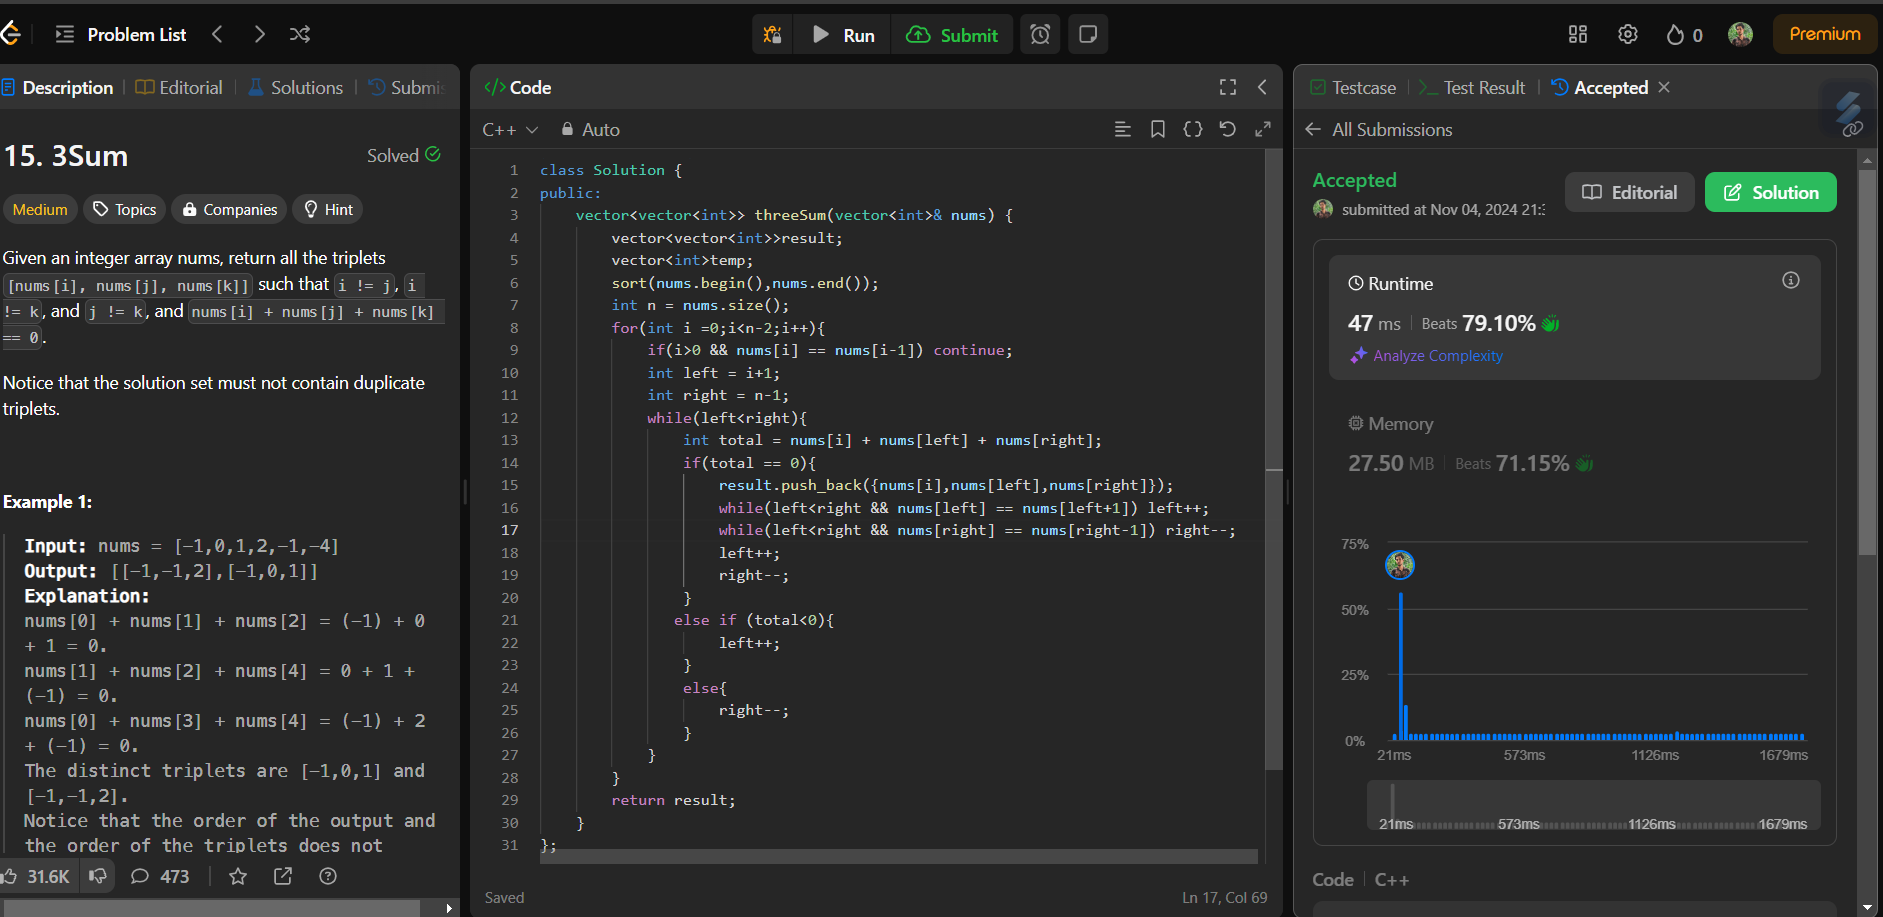 Problem List
Run
Submit
0
Premium
Description
Editorial
Solutions
Submis
15. 3Sum
Solved
Medium
Topics
Companies
Hint
Given an integer array nums, return all the triplets
[nums[i], nums[j], nums[k]] such that i != j, i
!= k, and j != k, and nums[i] + nums[j] + nums[k]
== 0.
Notice that the solution set must not contain duplicate
triplets.
Example 1:
Input: nums = [-1,0,1,2,-1,-4]
Output: [[-1,-1,2],[-1,0,1]]
Explanation:
nums[0] + nums[1] + nums[2] = (-1) + 0
+ 1 = 0.
nums[1] + nums[2] + nums[4] = 0 + 1 +
(-1) = 0.
nums[0] + nums[3] + nums[4] = (-1) + 2
+ (-1) = 0.
The distinct triplets are [-1,0,1] and
[-1,-1,2].
Notice that the order of the output and
the order of the triplets does not
31.6K
473
</> Code
C++
Auto
1 class Solution {
2 public:
3 vector<vector<int>> threeSum(vector<int>& nums) {
4 vector<vector<int>>result;
5 vector<int>temp;
6 sort(nums.begin(),nums.end());
7 int n = nums.size();
8 for(int i =0;i<n-2;i++){
9 if(i>0 && nums[i] == nums[i-1]) continue;
10 int left = i+1;
11 int right = n-1;
12 while(left<right){
13 int total = nums[i] + nums[left] + nums[right];
14 if(total == 0){
15 result.push_back({nums[i],nums[left],nums[right]});
16 while(left<right && nums[left] == nums[left+1]) left++;
17 while(left<right && nums[right] == nums[right-1]) right--;
18 left++;
19 right--;
20 }
21 else if (total<0){
22 left++;
23 }
24 else{
25 right--;
26 }
27 }
28 }
29 return result;
30 }
31 };
Saved
Ln 17, Col 69
Testcase
Test Result
Accepted
All Submissions
Accepted
submitted at Nov 04, 2024 21:3
Editorial
Solution
Runtime
47 ms
Beats 79.10%
Analyze Complexity
Memory
27.50 MB
Beats 71.15%
75%
50%
25%
0%
21ms
573ms
1126ms
1679ms
21ms
573ms
1126ms
1679ms
Code
C++